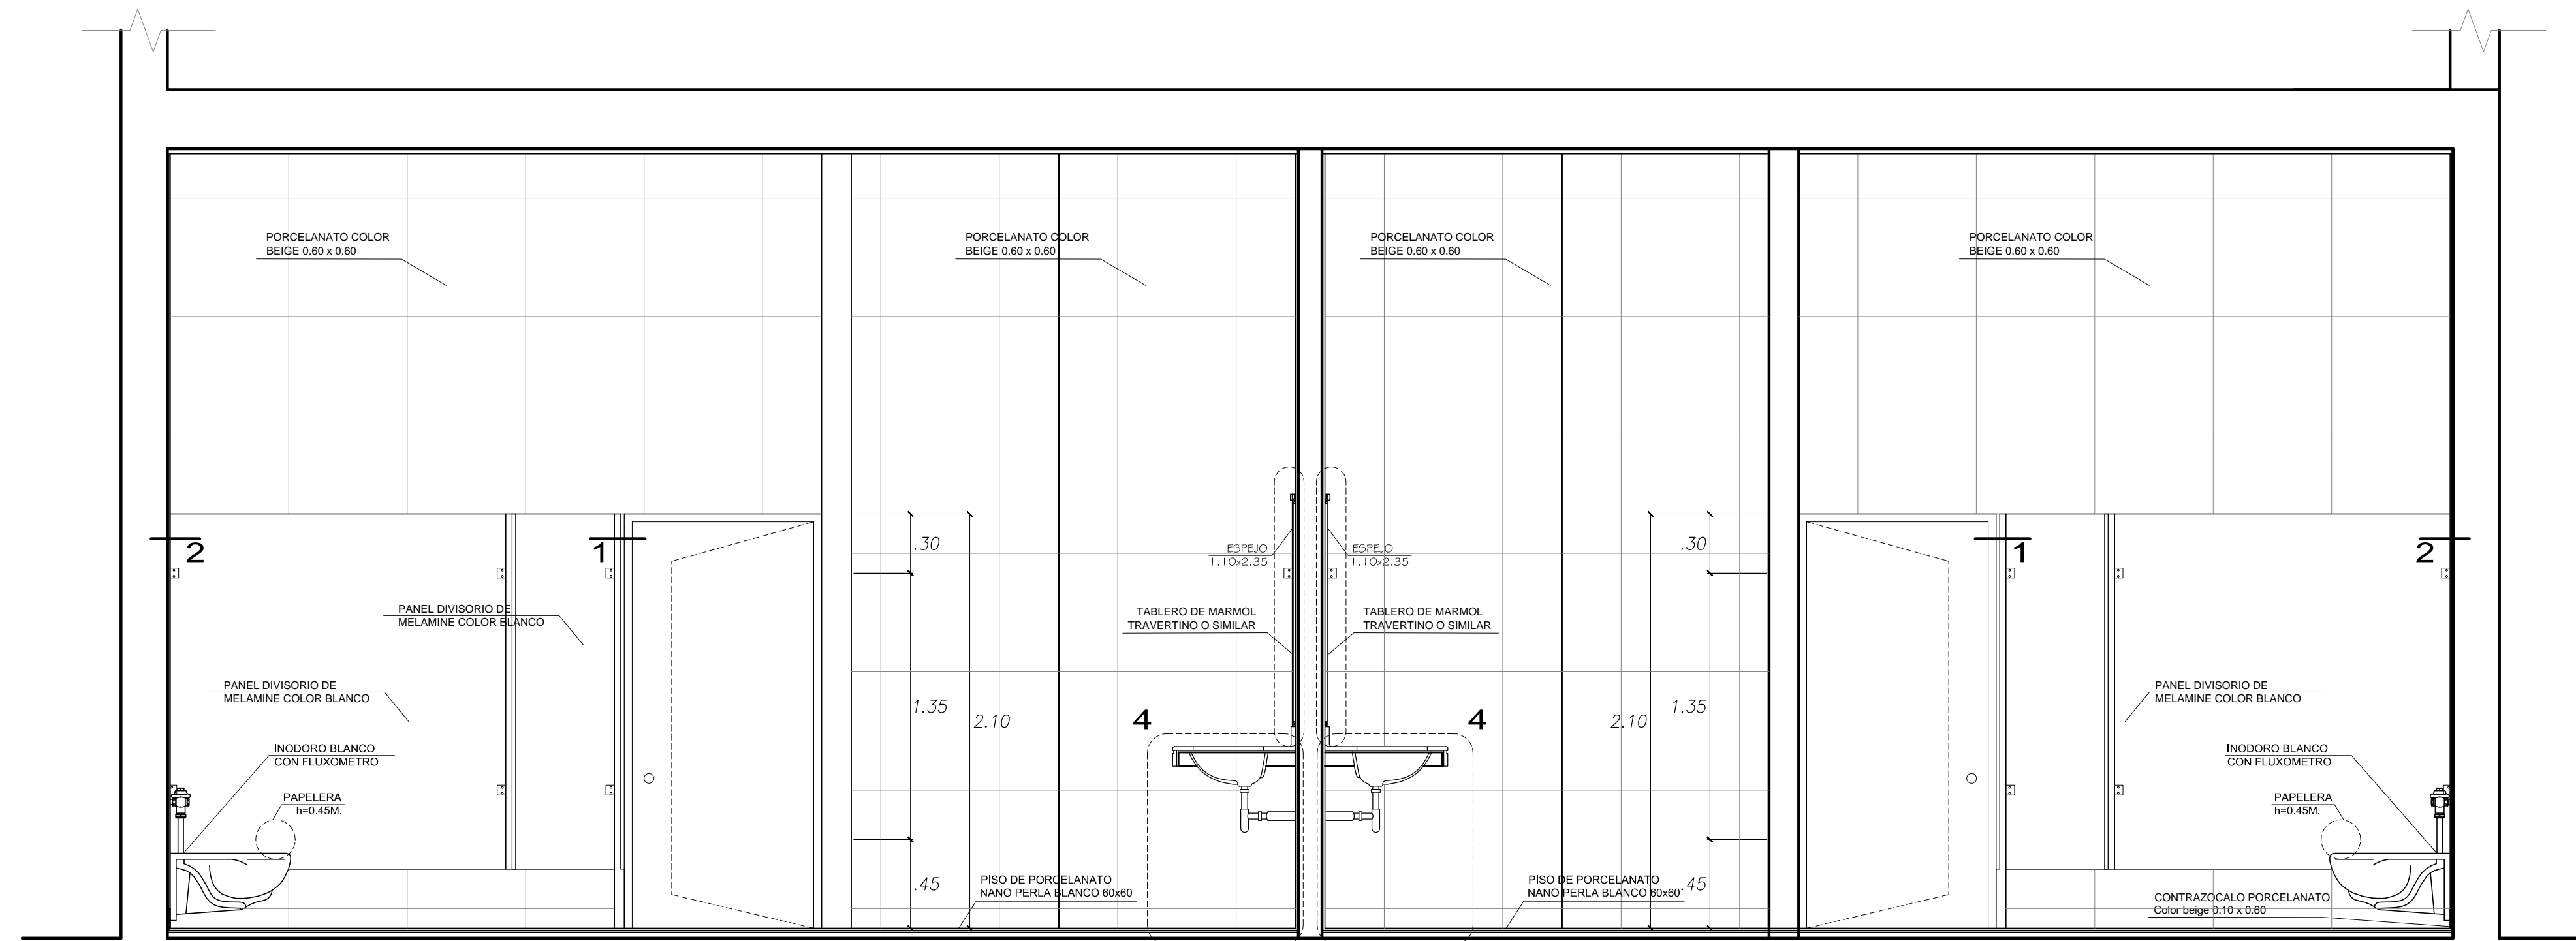 PORCELANATO COLOR
BEIGE 0.60 x 0.60
PORCELANATO COLOR
BEIGE 0.60 x 0.60
PORCELANATO COLOR
BEIGE 0.60 x 0.60
PORCELANATO COLOR
BEIGE 0.60 x 0.60
2
1
.30
ESPEJO
1.10x2.35
ESPEJO
1.10x2.35
.30
1
2
PANEL DIVISORIO DE
MELAMINE COLOR BLANCO
TABLERO DE MARMOL
TRAVERTINO O SIMILAR
TABLERO DE MARMOL
TRAVERTINO O SIMILAR
PANEL DIVISORIO DE
MELAMINE COLOR BLANCO
PANEL DIVISORIO DE
MELAMINE COLOR BLANCO
1.35
2.10
4
4
2.10
1.35
INODORO BLANCO
CON FLUXOMETRO
INODORO BLANCO
CON FLUXOMETRO
PAPELERA
h=0.45M.
PAPELERA
h=0.45M.
.45
PISO DE PORCELANATO
NANO PERLA BLANCO 60x60
PISO DE PORCELANATO
NANO PERLA BLANCO 60x60
.45
CONTRAZOCALO PORCELANATO
Color beige 0.10 x 0.60